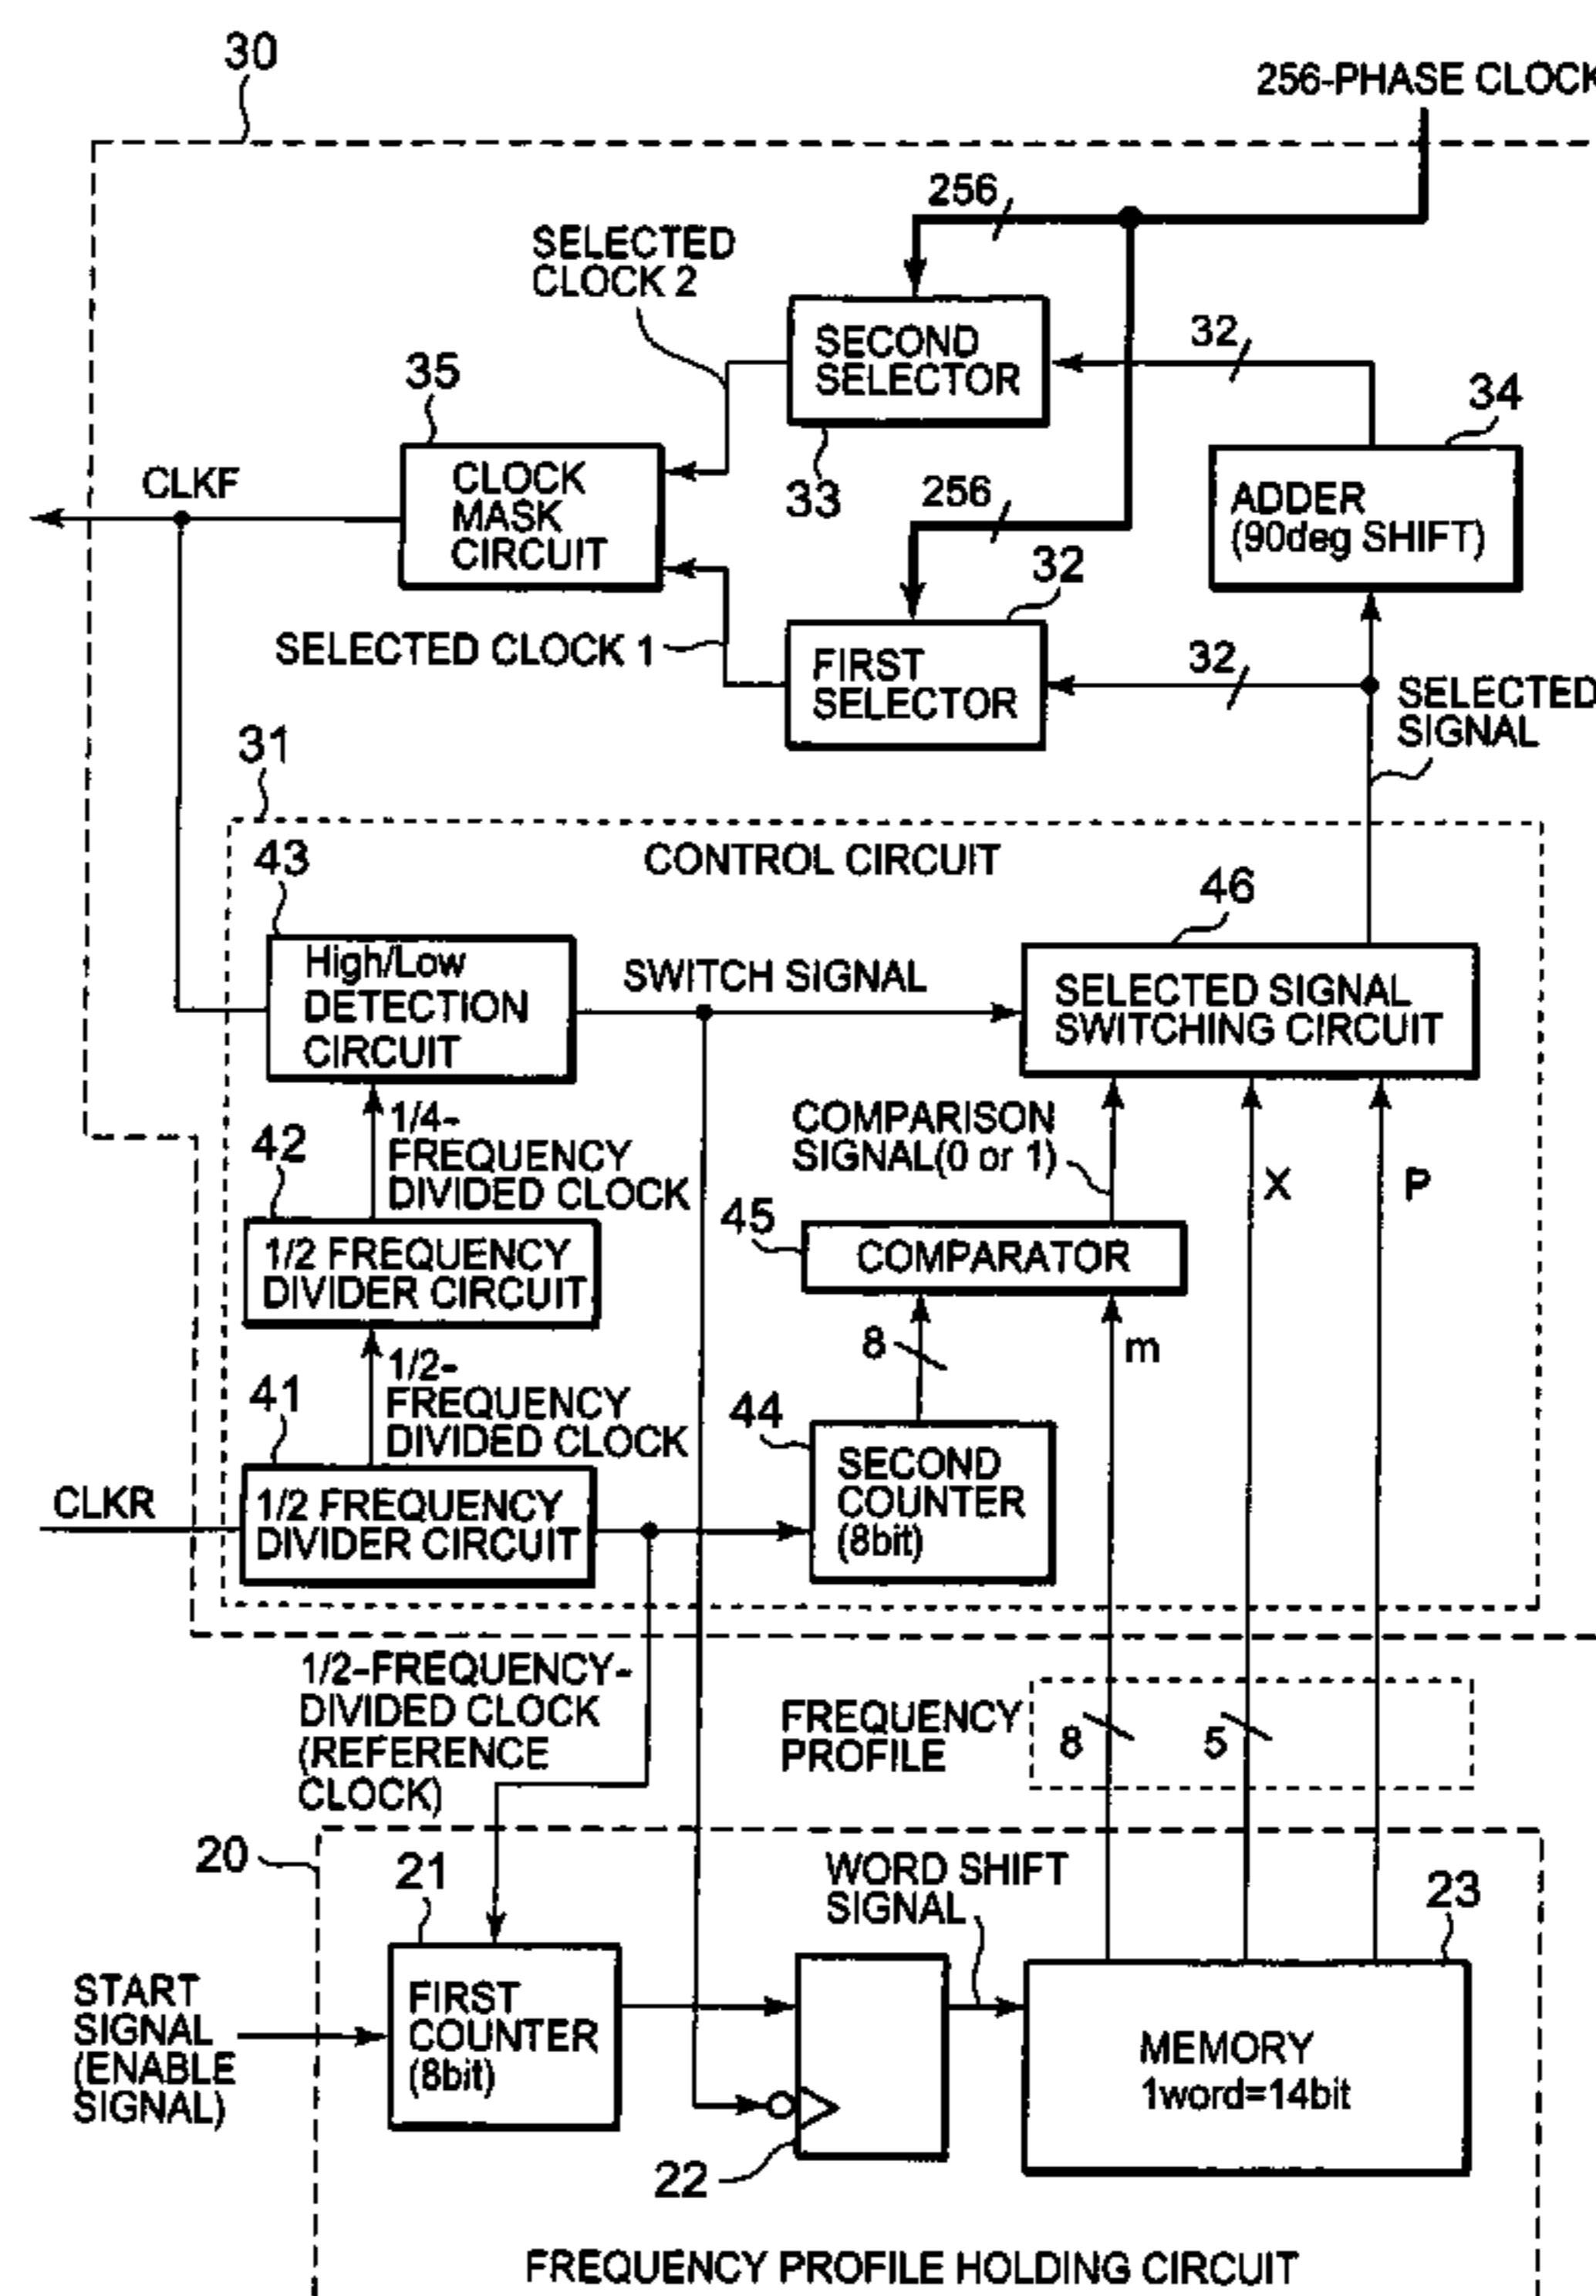 30
256-PHASE CLOCK
256
SELECTED
CLOCK 2
SECOND
SELECTOR
32
35
34
33
CLOCK
MASK
CIRCUIT
CLKF
256
ADDER
(90deg SHIFT)
32
SELECTED CLOCK 1
FIRST
SELECTOR
32
SELECTED
SIGNAL
31
CONTROL CIRCUIT
43
46
High/Low
DETECTION
CIRCUIT
SWITCH SIGNAL
SELECTED SIGNAL
SWITCHING CIRCUIT
1/4-
FREQUENCY
DIVIDED CLOCK
COMPARISON
SIGNAL(0 or 1)
X
P
42
45
1/2 FREQUENCY
DIVIDER CIRCUIT
COMPARATOR
8
m
1/2-
FREQUENCY
DIVIDED CLOCK
41
44
CLKR
1/2 FREQUENCY
DIVIDER CIRCUIT
SECOND
COUNTER
(8bit)
1/2-FREQUENCY-
DIVIDED CLOCK
(REFERENCE
CLOCK)
FREQUENCY
PROFILE
8
5
20
21
WORD SHIFT
SIGNAL
23
START
SIGNAL
(ENABLE
SIGNAL)
FIRST
COUNTER
(8bit)
MEMORY
1word=14bit
22
FREQUENCY PROFILE HOLDING CIRCUIT